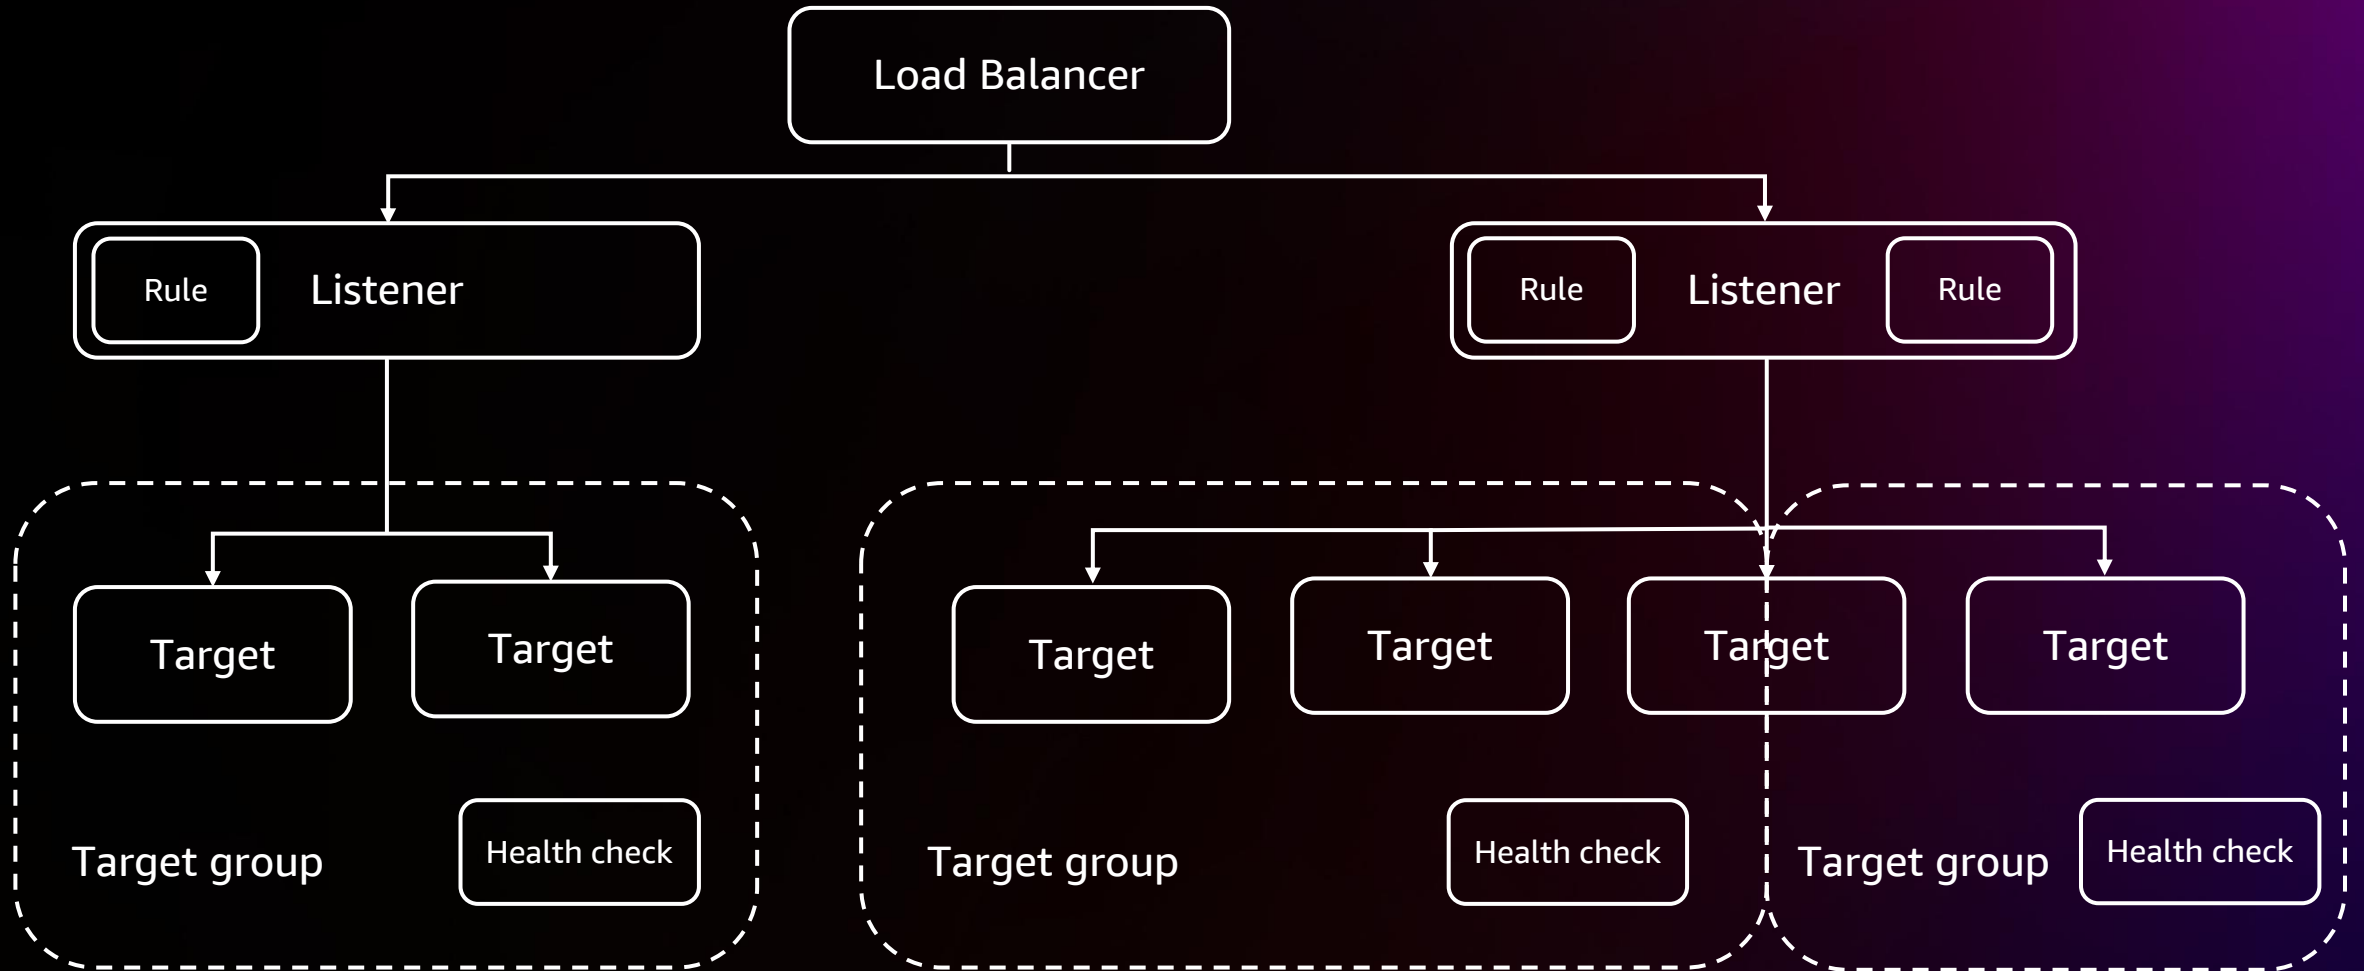 Load Balancer
Rule
Listener
Rule
Listener
Rule
Target
Target
Target
Target
Target
Target
Target group
Health check
Target group
Health check
Target group
Health check